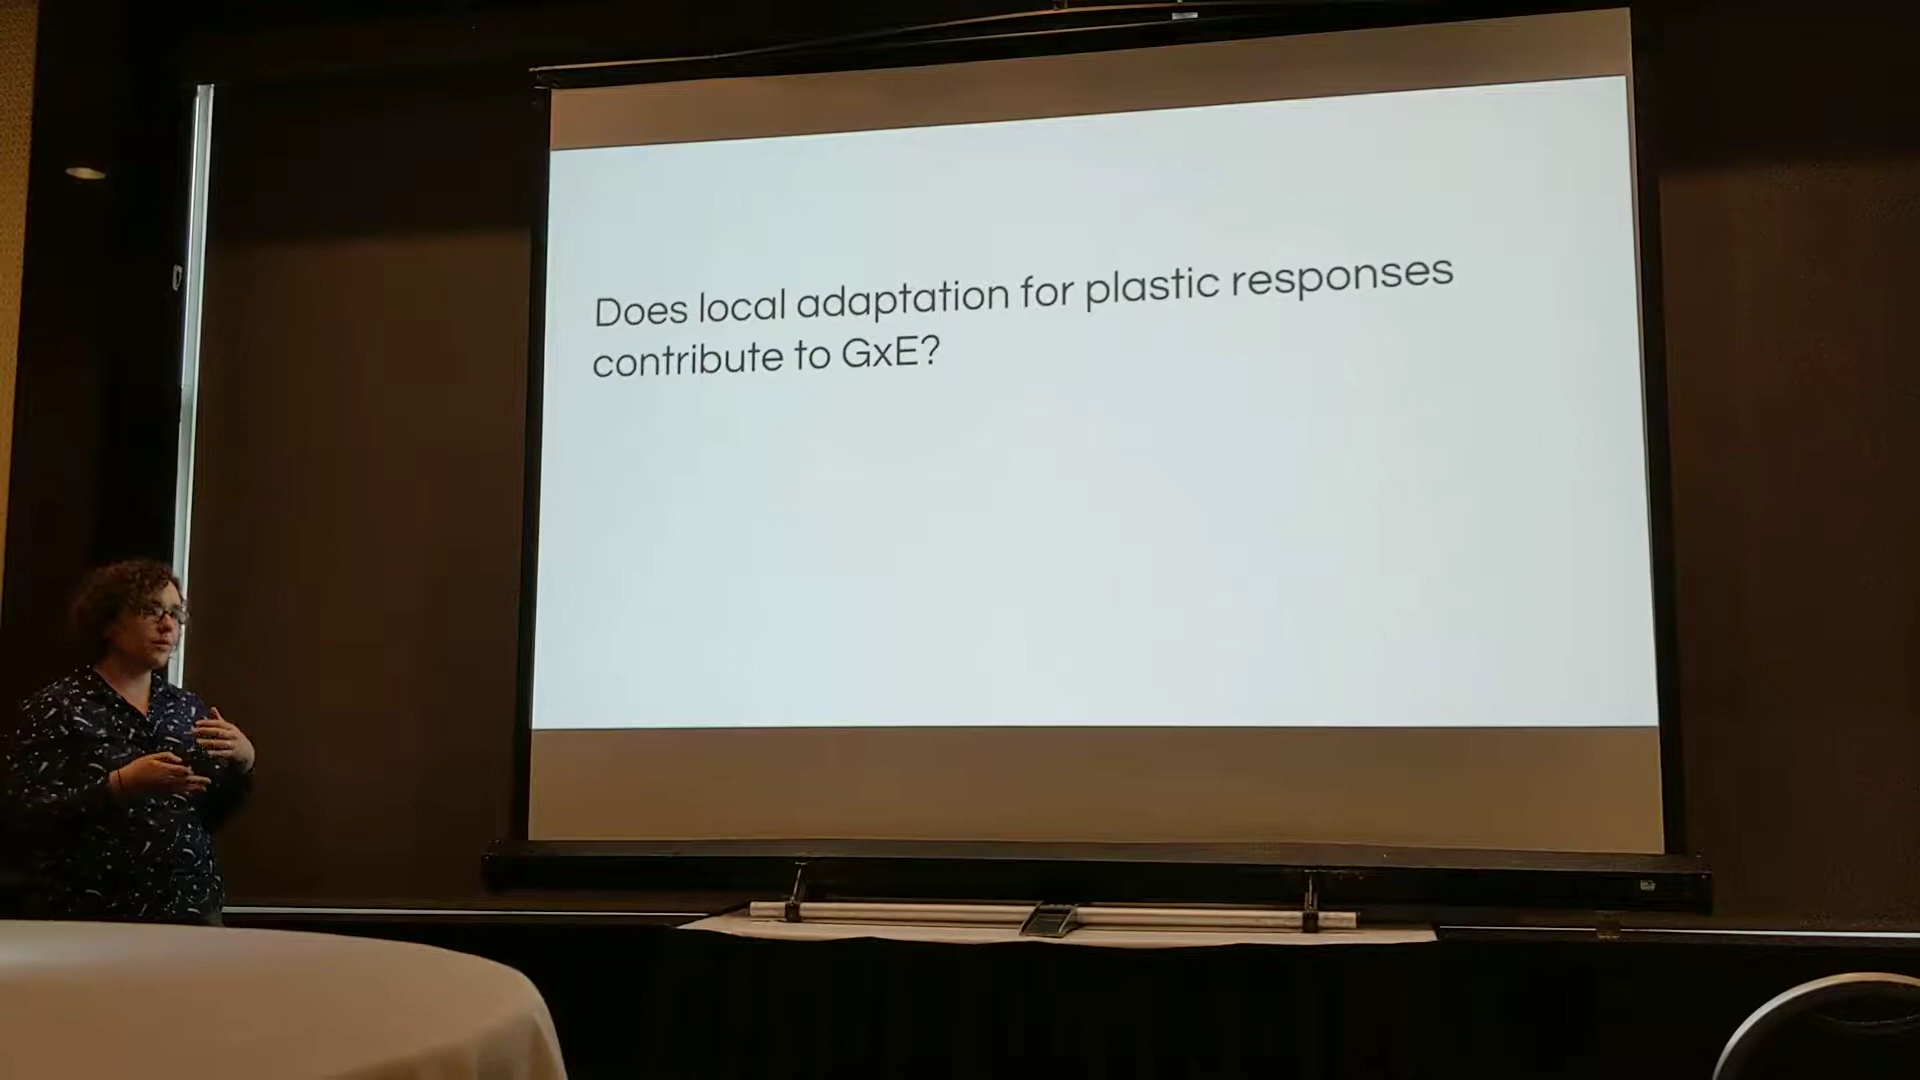 Does local adaptation for plastic responses
contribute to GxE?